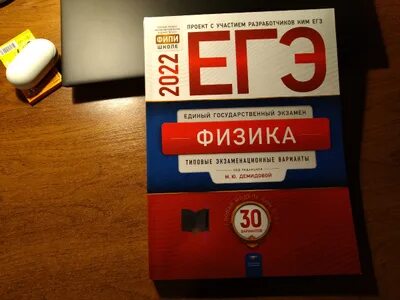 ПРОЕКТ С УЧАСТИЕМ РАЗРАБОТЧИКОВ КИМ ЕГЭ
ФИПИ
ШКОЛЕ
2022
ЕГЭ
ЕДИНЫЙ ГОСУДАРСТВЕННЫЙ ЭКЗАМЕН
ФИЗИКА
ТИПОВЫЕ ЭКЗАМЕНАЦИОННЫЕ ВАРИАНТЫ
ПОД РЕДАКЦИЕЙ
М. Ю. ДЕМИДОВОЙ
30
ВАРИАНТОВ